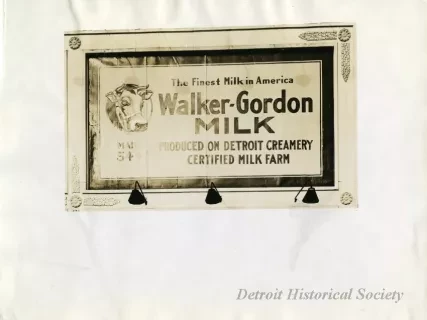 The Finest Milk in America
Walker-Gordon
MILK
PRODUCED ON DETROIT CREAMERY
CERTIFIED MILK FARM
Detroit Historical Society